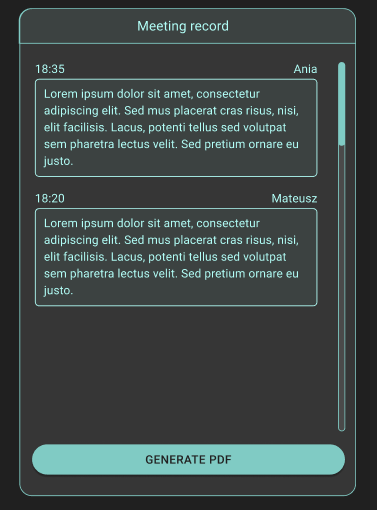 Meeting record
18:35 Ania
Lorem ipsum dolor sit amet, consectetur
adipiscing elit. Sed mus placerat cras risus, nisi,
elit facilisis. Lacus, potenti tellus sed volutpat
sem pharetra lectus velit. Sed pretium ornare eu
justo.
18:20 Mateusz
Lorem ipsum dolor sit amet, consectetur
adipiscing elit. Sed mus placerat cras risus, nisi,
elit facilisis. Lacus, potenti tellus sed volutpat
sem pharetra lectus velit. Sed pretium ornare eu
justo.
GENERATE PDF